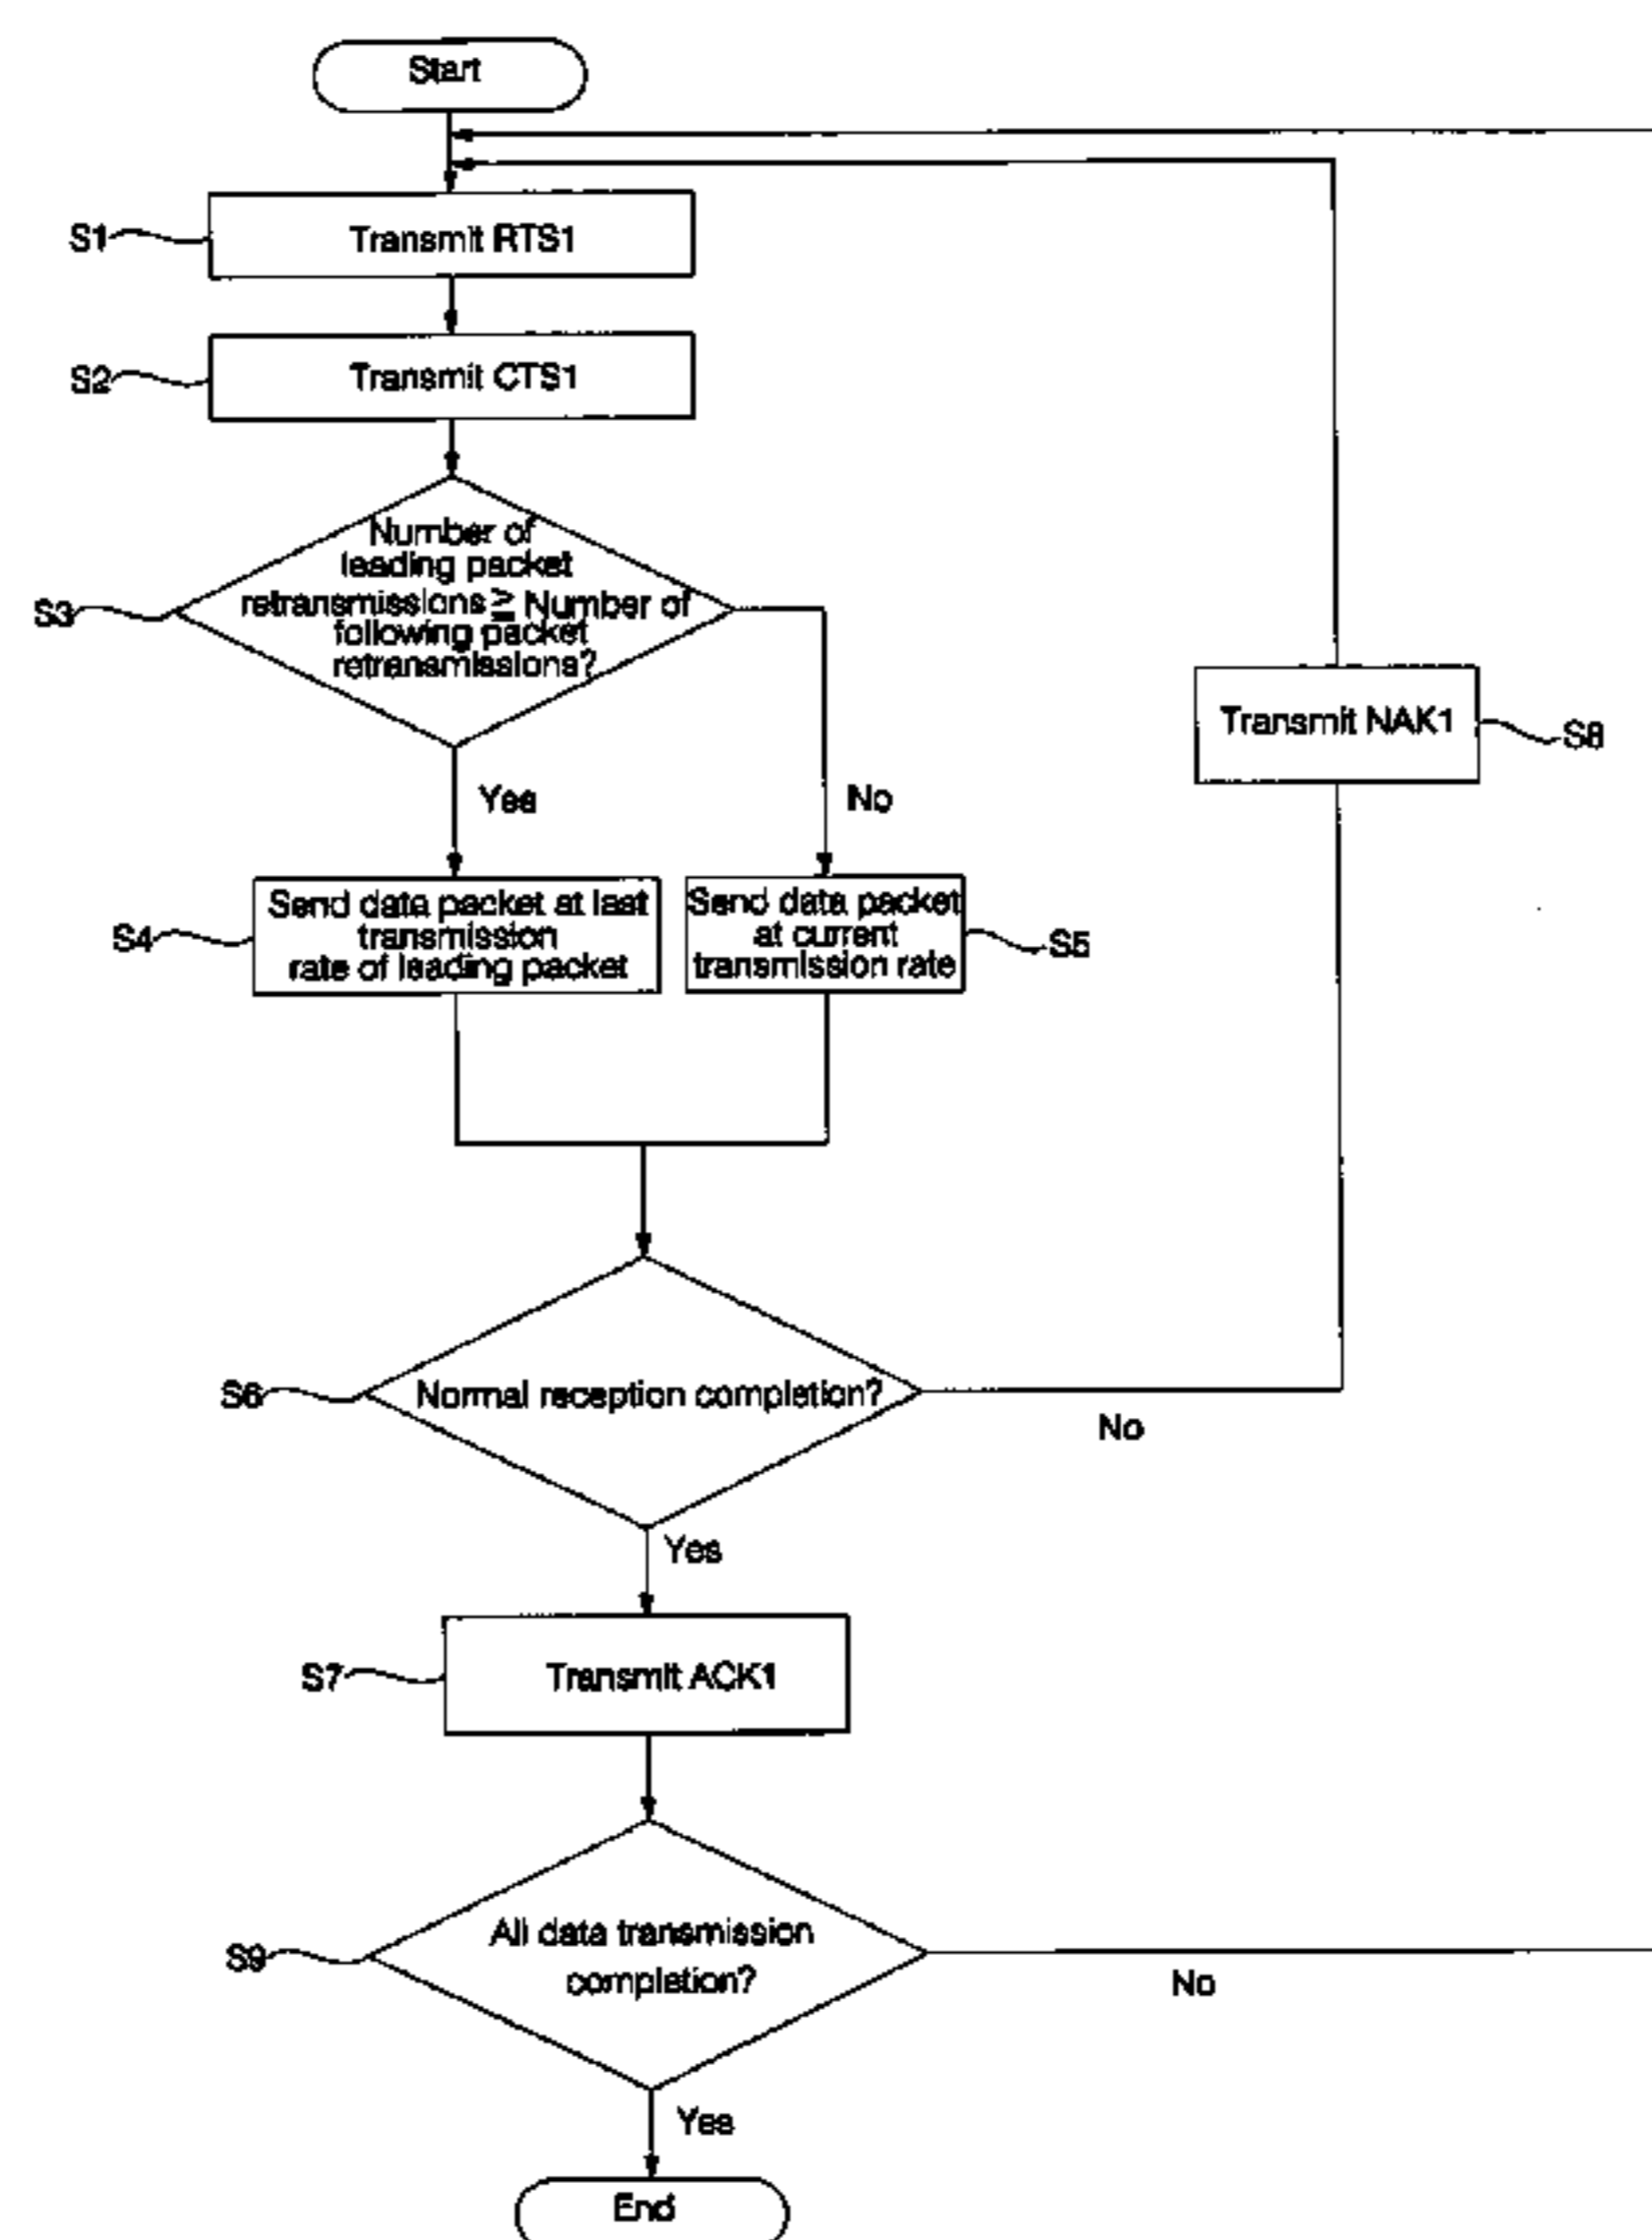 Start
S1
Transmit RTS1
S2
Transmit CTS1
S3
Number of
leading packet
retransmissions ≧ Number of
following packet
retransmissions?
Transmit NAK1
S8
Yes
No
S4
Send data packet at last
transmission
rate of leading packet
Send data packet
at current
transmission rate
S5
S6
Normal reception completion?
No
Yes
S7
Transmit ACK1
S9
All data transmission
completion?
No
Yes
End